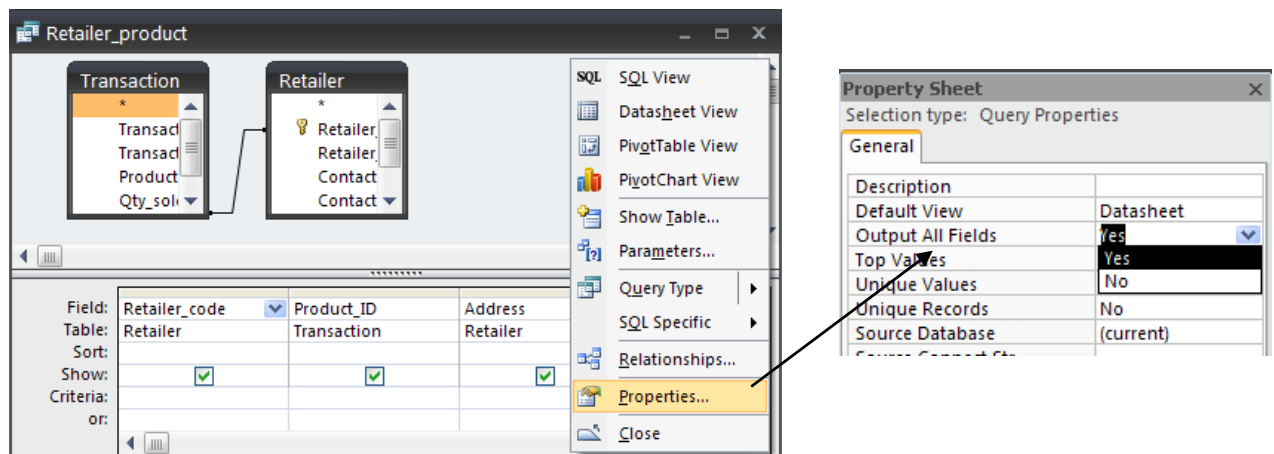 Retailer_product
Transaction
*
Transact
Transact
Product
Qty_sol
Retailer
*
Retailer_
Retailer_
Contact
Contact
Field: Retailer_code Product_ID Address
Table: Retailer Transaction Retailer
Sort:
Show:
Criteria:
or:
SQL SQL View
Datasheet View
PivotTable View
PivotChart View
Show Table...
Parameters...
Query Type
SQL Specific
Relationships...
Properties...
Close
Property Sheet
Selection type: Query Properties
General
Description
Default View Datasheet
Output All Fields Yes
Top Values Yes
Unique Values No
Unique Records No
Source Database (current)